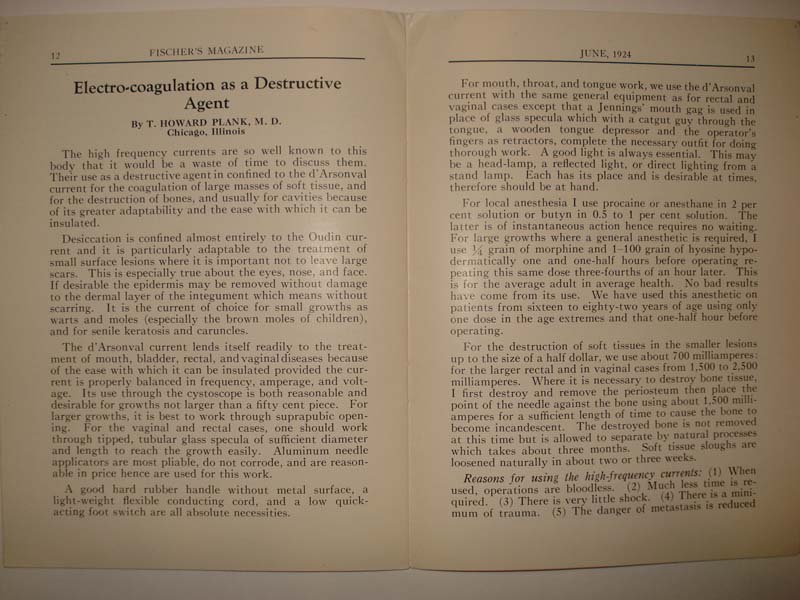 12
FISCHER'S MAGAZINE
Electro-coagulation as a Destructive
Agent
By T. HOWARD PLANK, M. D.
Chicago, Illinois
The high frequency currents are so well known to this
body that it would be a waste of time to discuss them.
Their use as a destructive agent in confined to the d'Arsonval
current for the coagulation of large masses of soft tissue, and
for the destruction of bones, and usually for cavities because
of its greater adaptability and the ease with which it can be
insulated.
Desiccation is confined almost entirely to the Oudin cur-
rent and it is particularly adaptable to the treatment of
small surface lesions where it is important not to leave large
scars. This is especially true about the eyes, nose, and face.
If desirable the epidermis may be removed without damage
to the dermal layer of the integument which means without
scarring. It is the current of choice for small growths as
warts and moles (especially the brown moles of children),
and for senile keratosis and caruncles.
The d'Arsonval current lends itself readily to the treat-
ment of mouth, bladder, rectal, and vaginal diseases because
of the ease with which it can be insulated provided the cur-
rent is properly balanced in frequency, amperage, and volt-
age. Its use through the cystoscope is both reasonable and
desirable for growths not larger than a fifty cent piece. For
larger growths, it is best to work through suprapubic open-
ing. For the vaginal and rectal cases, one should work
through tipped, tubular glass specula of sufficient diameter
and length to reach the growth easily. Aluminum needle
applicators are most pliable, do not corrode, and are reason-
able in price hence are used for this work.
A good hard rubber handle without metal surface, a
light-weight flexible conducting cord, and a low quick-
acting foot switch are all absolute necessities.
JUNE, 1924
13
For mouth, throat, and tongue work, we use the d'Arsonval
current with the same general equipment as for rectal and
vaginal cases except that a Jennings' mouth gag is used in
place of glass specula which with a catgut guy through the
tongue, a wooden tongue depressor and the operator's
fingers as retractors, complete the necessary outfit for doing
thorough work. A good light is always essential. This may
be a head-lamp, a reflected light, or direct lighting from a
stand lamp. Each has its place and is desirable at times,
therefore should be at hand.
For local anesthesia I use procaine or anesthane in 2 per
cent solution or butyn in 0.5 to 1 per cent solution. The
latter is of instantaneous action hence requires no waiting.
For large growths where a general anesthetic is required, I
use ¼ grain of morphine and 1-100 grain of hyosine hypo-
dermatically one and one-half hours before operating re-
peating this same dose three-fourths of an hour later. This
is for the average adult in average health. No bad results
have come from its use. We have used this anesthetic on
patients from sixteen to eighty-two years of age using only
one dose in the age extremes and that one-half hour before
operating.
For the destruction of soft tissues in the smaller lesions
up to the size of a half dollar, we use about 700 milliamperes:
for the larger rectal and in vaginal cases from 1,500 to 2,500
milliamperes. Where it is necessary to destroy bone tissue,
I first destroy and remove the periosteum then place the
point of the needle against the bone using about 1,500 milli-
amperes for a sufficient length of time to cause the bone to
become incandescent. The destroyed bone is not removed
at this time but is allowed to separate by natural processes
which takes about three months. Soft tissue sloughs are
loosened naturally in about two or three weeks.
Reasons for using the high-frequency currents: (1) When
used, operations are bloodless. (2) Much less time is re-
quired. (3) There is very little shock. (4) There is a mini-
mum of trauma. (5) The danger of metastasis is reduced